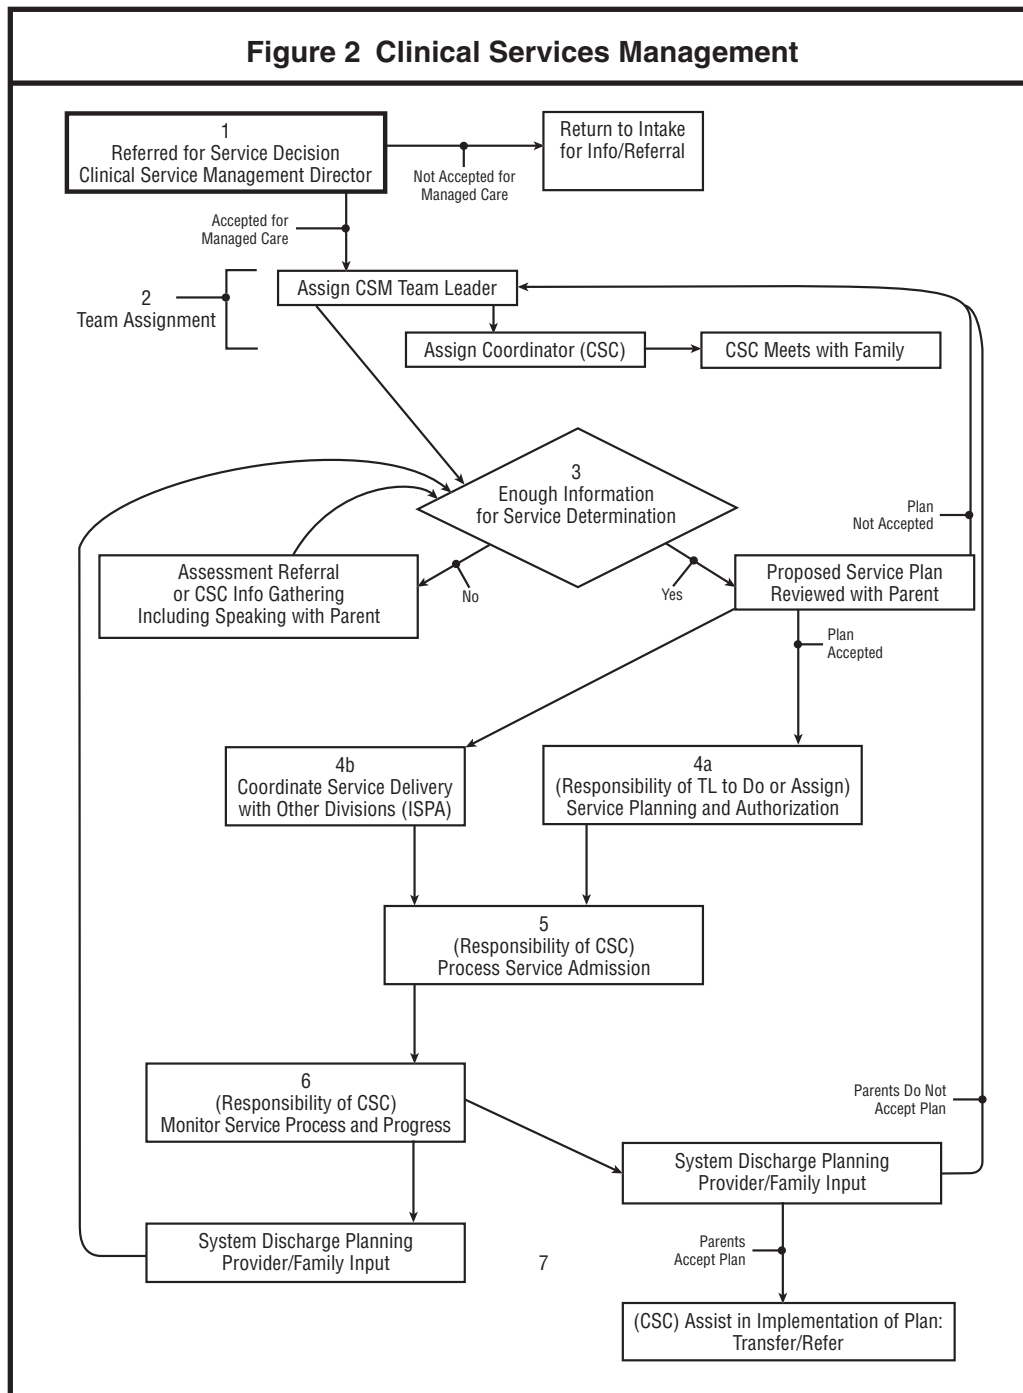 Figure 2 Clinical Services Management
1
Referred for Service Decision
Clinical Service Management Director
Return to Intake
for Info/Referral
Not Accepted for
Managed Care
Accepted for
Managed Care
2
Team Assignment
Assign CSM Team Leader
Assign Coordinator (CSC)
CSC Meets with Family
3
Enough Information
for Service Determination
Plan
Not Accepted
Assessment Referral
or CSC Info Gathering
Including Speaking with Parent
No
Yes
Proposed Service Plan
Reviewed with Parent
Plan
Accepted
4b
Coordinate Service Delivery
with Other Divisions (ISPA)
4a
(Responsibility of TL to Do or Assign)
Service Planning and Authorization
5
(Responsibility of CSC)
Process Service Admission
6
(Responsibility of CSC)
Monitor Service Process and Progress
Parents Do Not
Accept Plan
System Discharge Planning
Provider/Family Input
System Discharge Planning
Provider/Family Input
7
Parents
Accept Plan
(CSC) Assist in Implementation of Plan:
Transfer/Refer